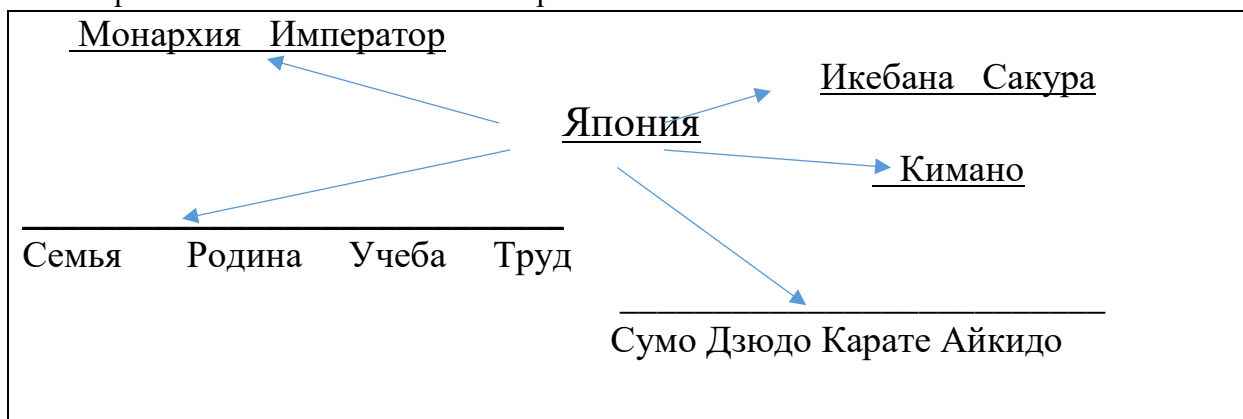 Монархия Император
Икебана Сакура
Япония
Кимано
Семья Родина Учеба Труд
Сумо Дзюдо Карате Айкидо